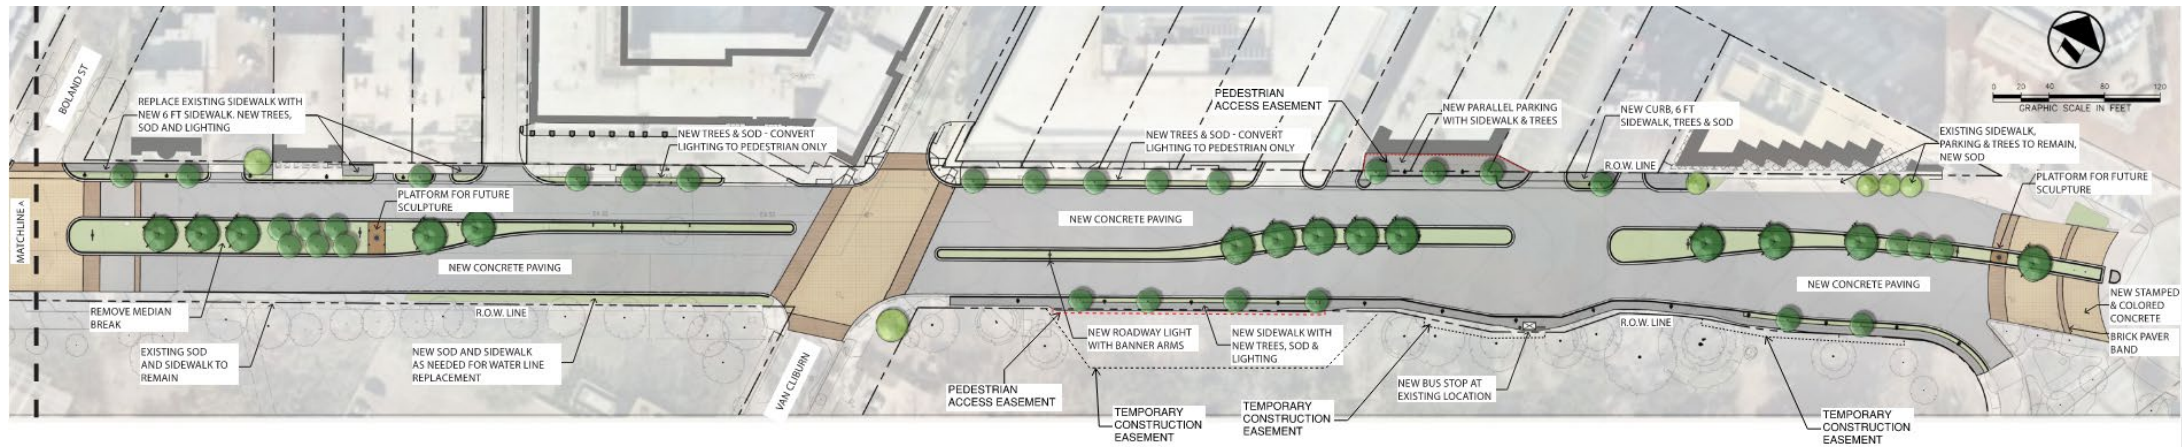 BOLAND ST
MATCHLINE A
REPLACE EXISTING SIDEWALK WITH
NEW 6 FT SIDEWALK. NEW TREES,
SOD AND LIGHTING
PLATFORM FOR FUTURE
SCULPTURE
NEW CONCRETE PAVING
REMOVE MEDIAN
BREAK
EXISTING SOD
AND SIDEWALK TO
REMAIN
R.O.W. LINE
NEW SOD AND SIDEWALK
AS NEEDED FOR WATER LINE
REPLACEMENT
NEW TREES & SOD - CONVERT
LIGHTING TO PEDESTRIAN ONLY
VAN CLIBURN
NEW TREES & SOD - CONVERT
LIGHTING TO PEDESTRIAN ONLY
NEW CONCRETE PAVING
PEDESTRIAN
ACCESS EASEMENT
NEW PARALLEL PARKING
WITH SIDEWALK & TREES
NEW CURB, 6 FT
SIDEWALK, TREES & SOD
R.O.W. LINE
EXISTING SIDEWALK,
PARKING & TREES TO REMAIN,
NEW SOD
0 20 40 80 120
GRAPHIC SCALE IN FEET
PLATFORM FOR FUTURE
SCULPTURE
NEW CONCRETE PAVING
NEW STAMPED
& COLORED
CONCRETE
BRICK PAVER
BAND
NEW ROADWAY LIGHT
WITH BANNER ARMS
NEW SIDEWALK WITH
NEW TREES, SOD &
LIGHTING
R.O.W. LINE
PEDESTRIAN
ACCESS EASEMENT
TEMPORARY
CONSTRUCTION
EASEMENT
TEMPORARY
CONSTRUCTION
EASEMENT
NEW BUS STOP AT
EXISTING LOCATION
TEMPORARY
CONSTRUCTION
EASEMENT